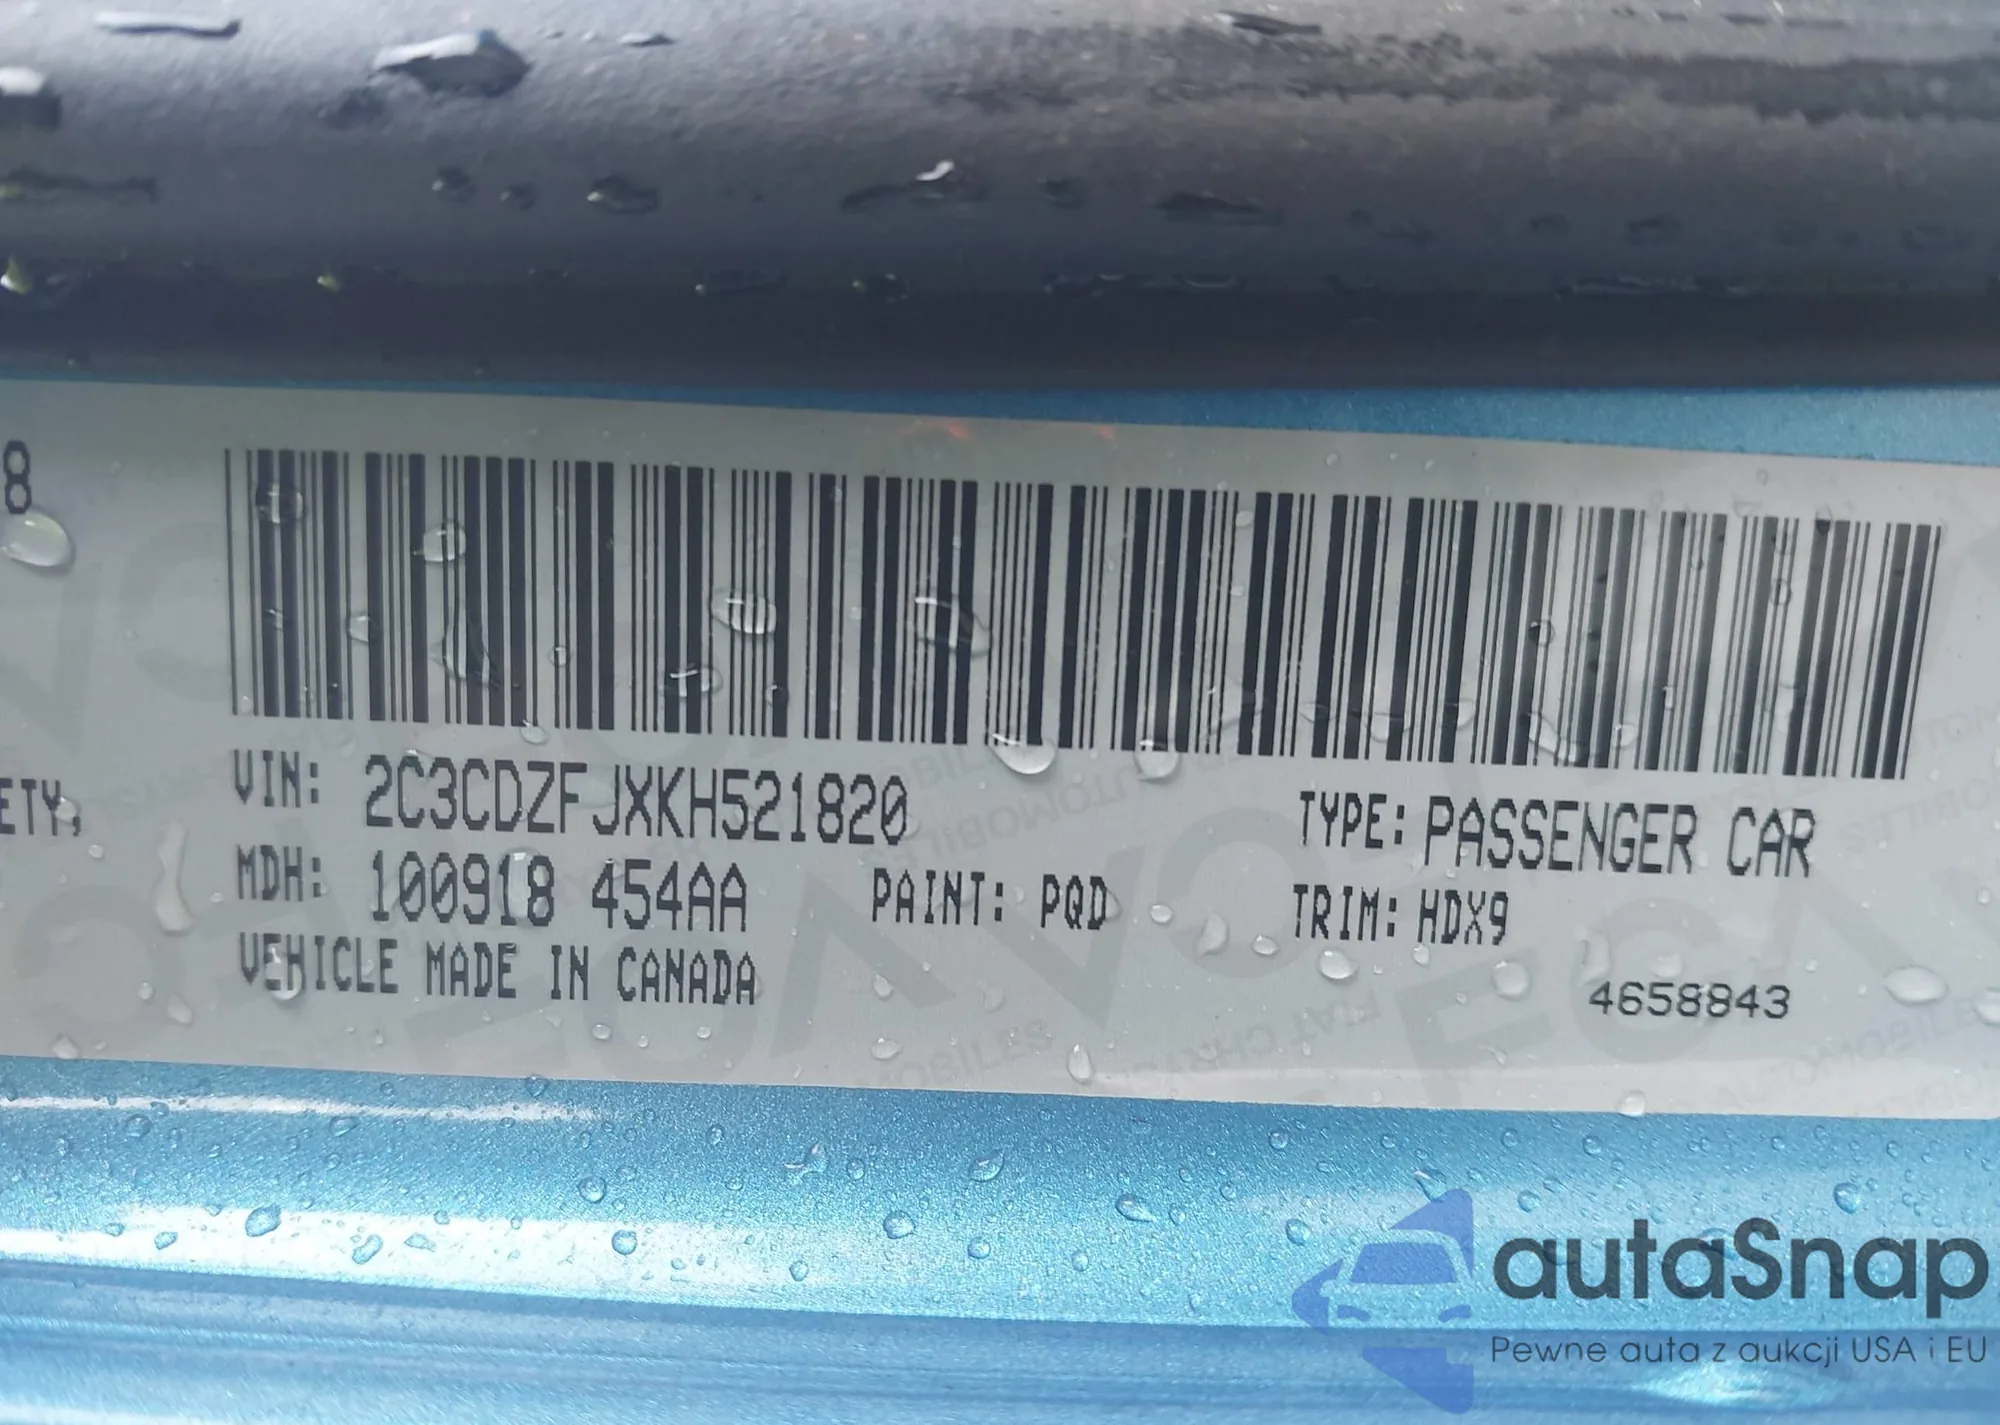 8
ETY,
VIN: 2C3CDZFJXKH521820
TYPE: PASSENGER CAR
MDH: 100918 454AA
PAINT: PQD
TRIM: HDX9
VEHICLE MADE IN CANADA
4658843
autaSnap
Pewne auta z aukcji USA i EU